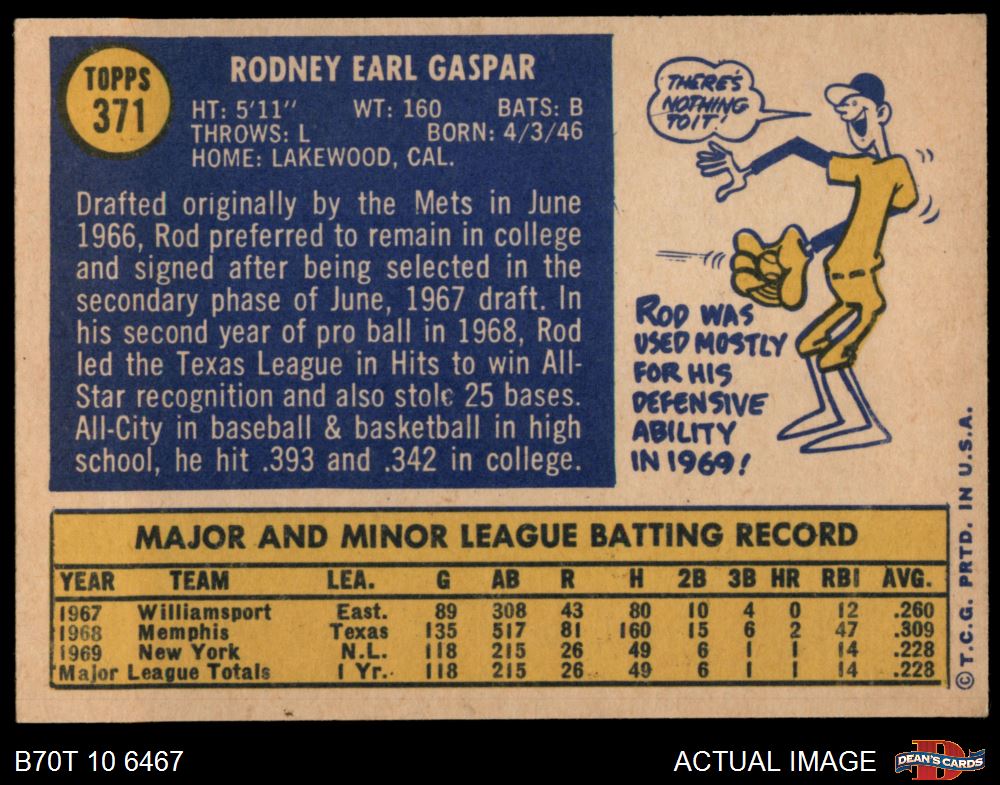 TOPPS
371
RODNEY EARL GASPAR
HT: 5'11" WT: 160 BATS: B
THROWS: L BORN: 4/3/46
HOME: LAKEWOOD, CAL.
Drafted originally by the Mets in June
1966, Rod preferred to remain in college
and signed after being selected in the
secondary phase of June, 1967 draft. In
his second year of pro ball in 1968, Rod
led the Texas League in Hits to win All-
Star recognition and also stole 25 bases.
All-City in baseball & basketball in high
school, he hit .393 and .342 in college.
THERE'S
NOTHING
TO IT!
ROD WAS
USED MOSTLY
FOR HIS
DEFENSIVE
ABILITY
IN 1969!
MAJOR AND MINOR LEAGUE BATTING RECORD
YEAR TEAM LEA. G AB R H 2B 3B HR RBI AVG.
1967 Williamsport East. 89 308 43 80 10 4 0 12 .260
1968 Memphis Texas 135 517 81 160 15 6 2 47 .309
1969 New York N.L. 118 215 26 49 6 1 1 14 .228
Major League Totals 1 Yr. 118 215 26 49 6 1 1 14 .228
© T.C.G. PRTD. IN U.S.A.
B70T 10 6467
ACTUAL IMAGE
DEAN'S CARDS